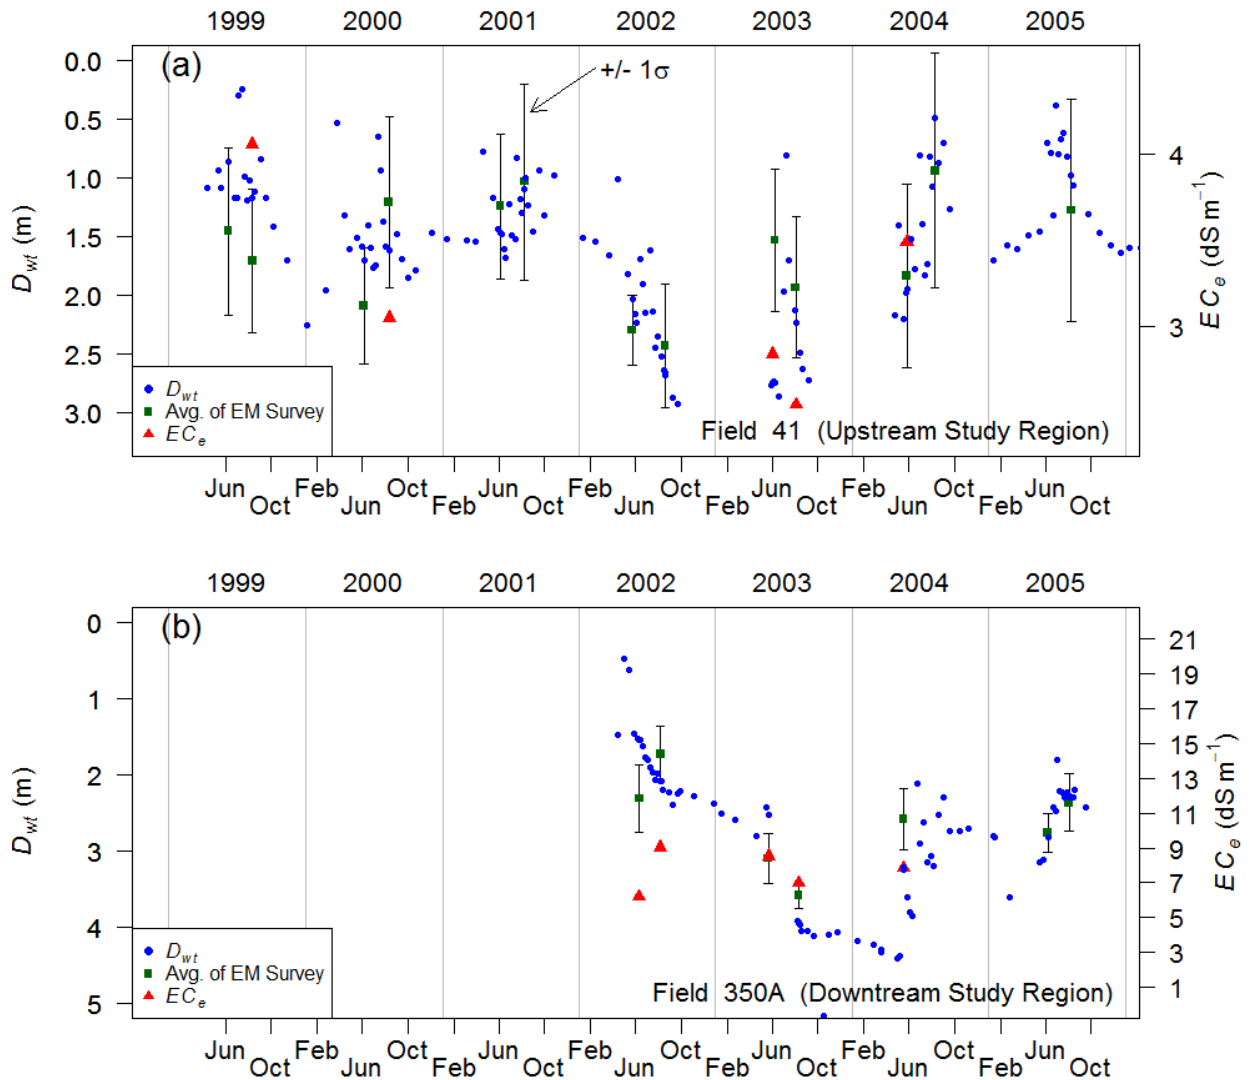 1999 2000 2001 2002 2003 2004 2005
(a)
+/- 1σ
0.0
0.5
1.0
1.5
2.0
2.5
3.0
D_wt (m)
4
3
EC_e (dS m⁻¹)
D_wt
Avg. of EM Survey
EC_e
Field 41 (Upstream Study Region)
Jun Oct Feb Jun Oct Feb Jun Oct Feb Jun Oct Feb Jun Oct Feb Jun Oct Feb Jun Oct
1999 2000 2001 2002 2003 2004 2005
(b)
0
1
2
3
4
5
D_wt (m)
21
19
17
15
13
11
9
7
5
3
1
EC_e (dS m⁻¹)
D_wt
Avg. of EM Survey
EC_e
Field 350A (Downtream Study Region)
Jun Oct Feb Jun Oct Feb Jun Oct Feb Jun Oct Feb Jun Oct Feb Jun Oct Feb Jun Oct